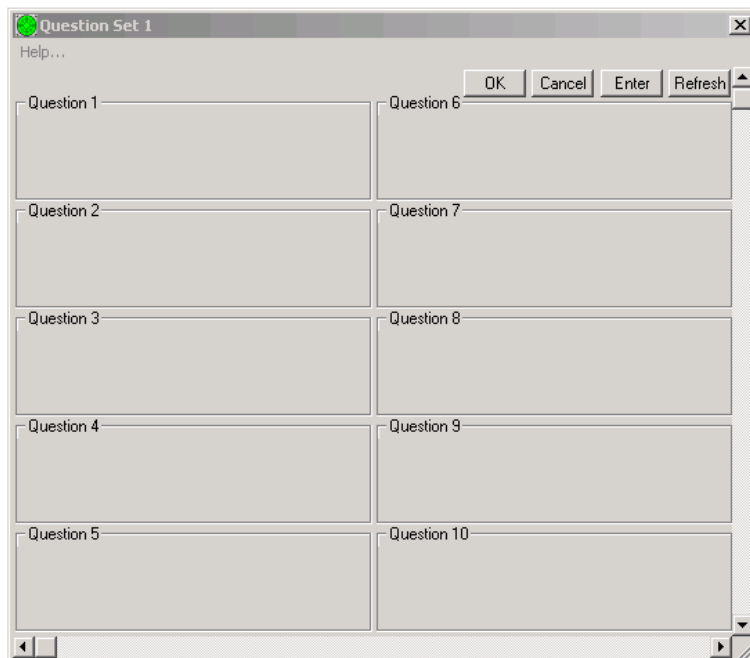 Question Set 1
Help...
OK Cancel Enter Refresh
Question 1
Question 6
Question 2
Question 7
Question 3
Question 8
Question 4
Question 9
Question 5
Question 10